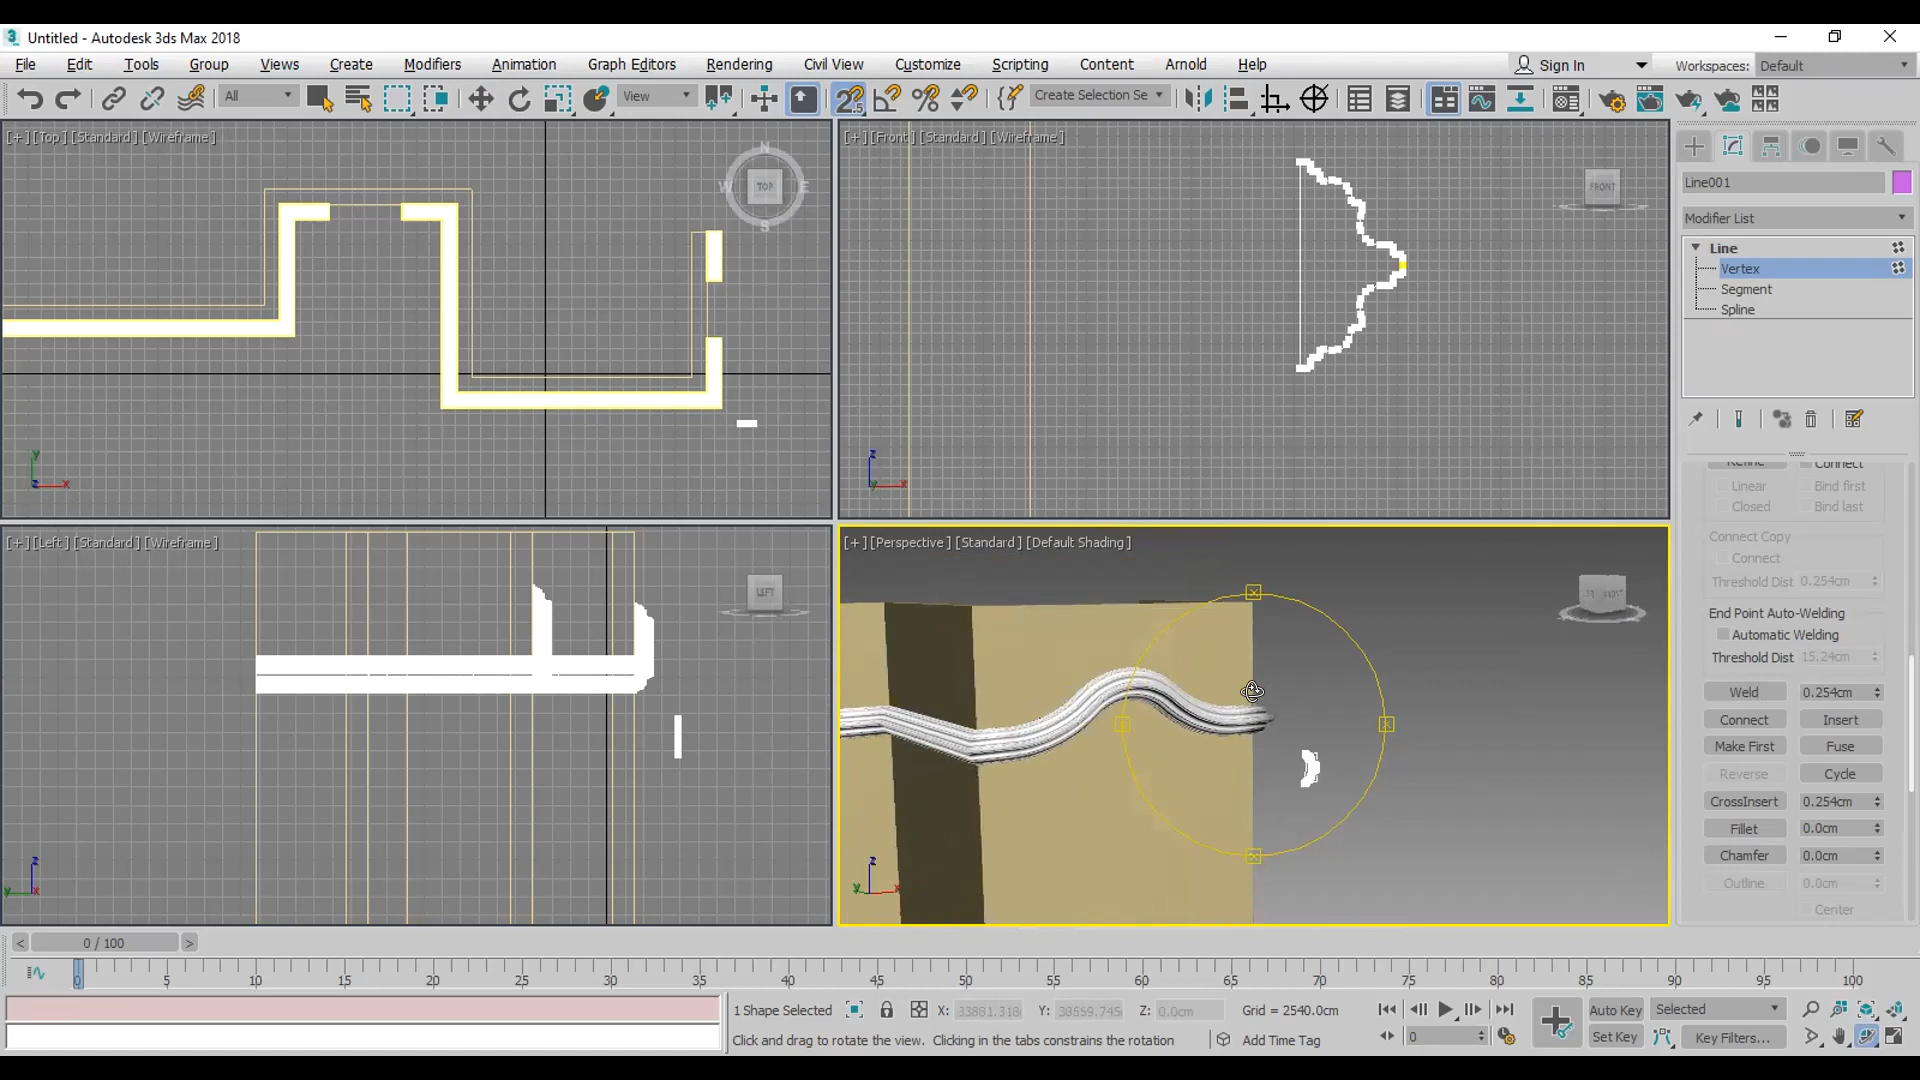 Untitled - Autodesk 3ds Max 2018
File Edit Tools Group Views Create Modifiers Animation Graph Editors Rendering Civil View Customize Scripting Content Arnold Help Sign In Workspaces: Default
All View Create Selection Se
[+] [Top] [Standard] [Wireframe]
N
W TOP E
S
y
z x
[+] [Front] [Standard] [Wireframe]
FRONT
z
y x
[+] [Left] [Standard] [Wireframe]
LEFT
z
y x
[+] [Perspective] [Standard] [Default Shading]
z
y x
Line001
Modifier List
Line
Vertex
Segment
Spline
Refine Connect
Linear Bind first
Closed Bind last
Connect Copy
Connect
Threshold Dist 0.254cm
End Point Auto-Welding
Automatic Welding
Threshold Dist 15.24cm
Weld 0.254cm
Connect Insert
Make First Fuse
Reverse Cycle
CrossInsert 0.254cm
Fillet 0.0cm
Chamfer 0.0cm
Outline 0.0cm
Center
< 0 / 100 >
0 5 10 15 20 25 30 35 40 45 50 55 60 65 70 75 80 85 90 95 100
1 Shape Selected X: 33881.318 Y: Z: 0.0cm Grid = 2540.0cm Auto Key Selected
Click and drag to rotate the view. Clicking in the tabs constrains the rotation Add Time Tag 0 Set Key Key Filters...